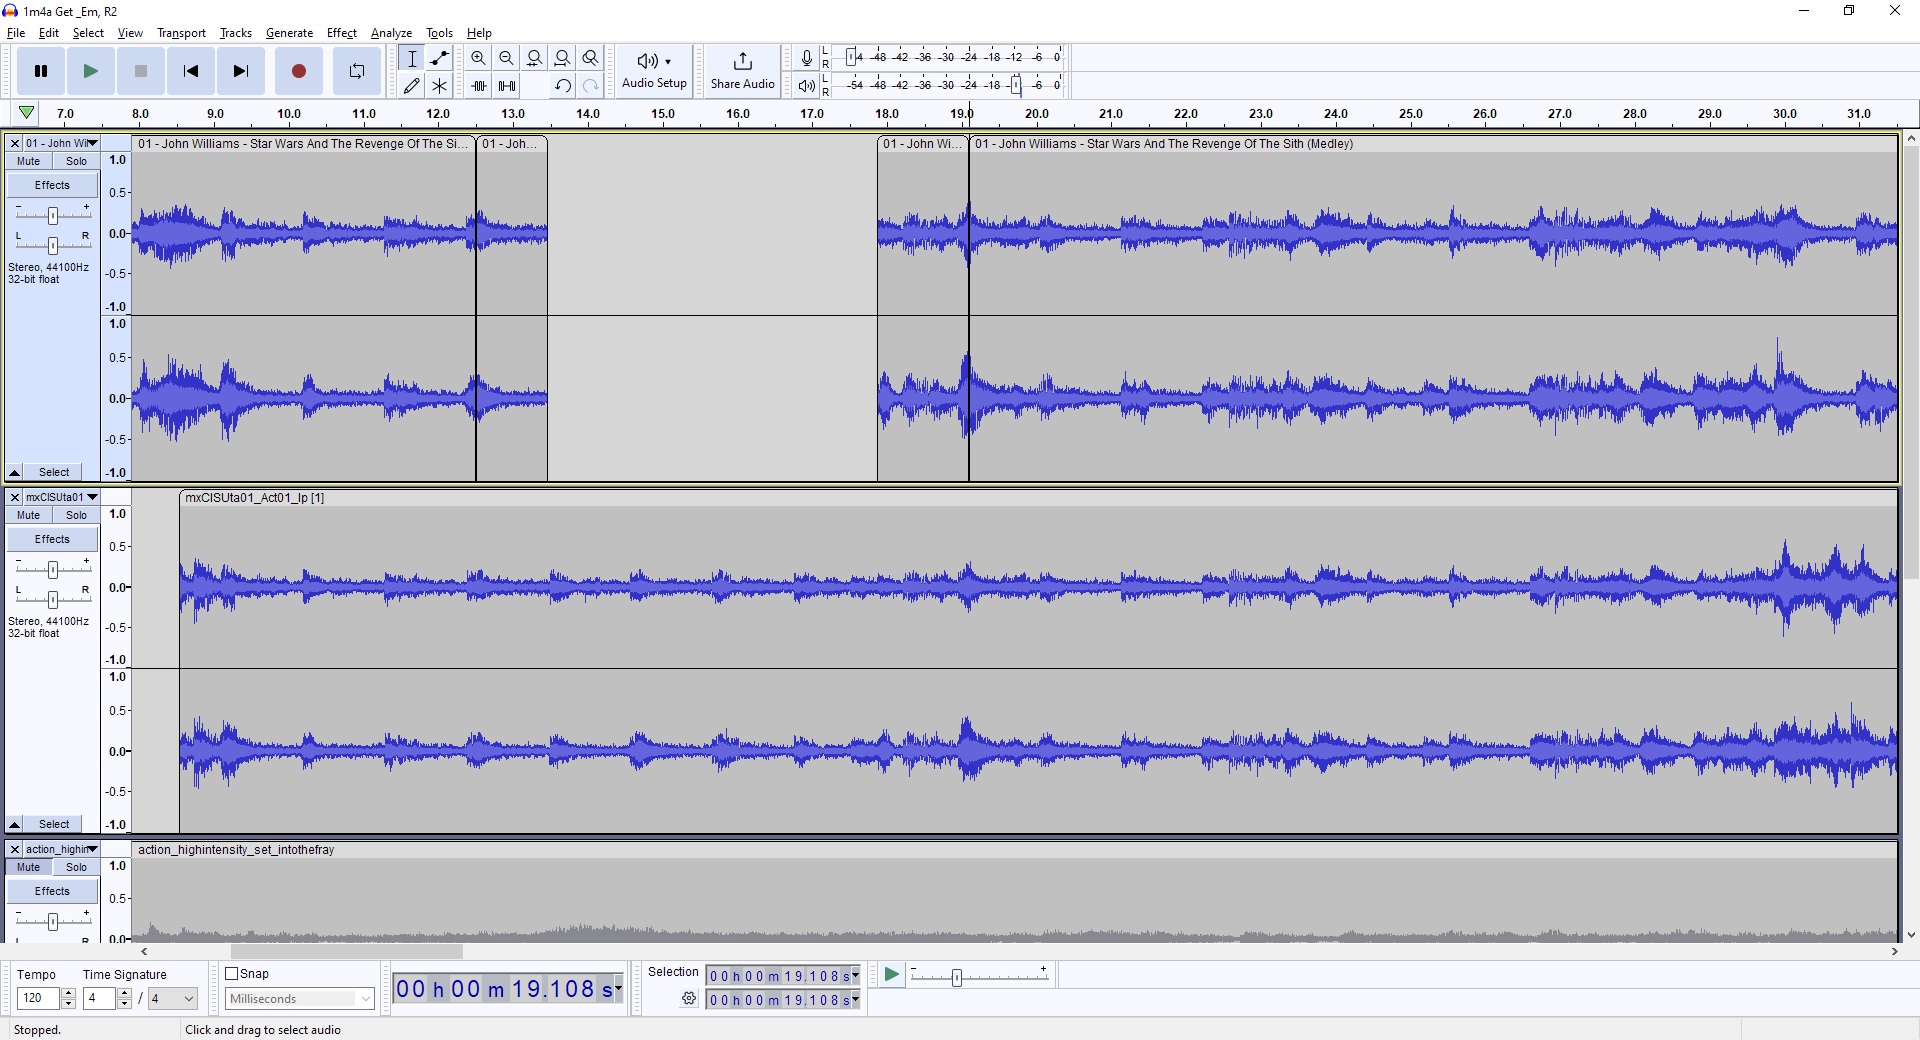 1m4a Get _Em, R2
File Edit Select View Transport Tracks Generate Effect Analyze Tools Help
Audio Setup Share Audio
L R -54 -48 -42 -36 -30 -24 -18 -12 -6 0
L R -54 -48 -42 -36 -30 -24 -18 -12 -6 0
7.0 8.0 9.0 10.0 11.0 12.0 13.0 14.0 15.0 16.0 17.0 18.0 19.0 20.0 21.0 22.0 23.0 24.0 25.0 26.0 27.0 28.0 29.0 30.0 31.0
01 - John Wil 01 - John Williams - Star Wars And The Revenge Of The Si... 01 - Joh... 01 - John Wi... 01 - John Williams - Star Wars And The Revenge Of The Sith (Medley)
Mute Solo 1.0
Effects 0.5
- +
L R 0.0
Stereo, 44100Hz -0.5
32-bit float
-1.0
1.0
0.5
0.0
-0.5
Select -1.0
mxCISUta01 mxCISUta01_Act01_lp [1]
Mute Solo 1.0
Effects 0.5
- +
L R 0.0
Stereo, 44100Hz -0.5
32-bit float
-1.0
1.0
0.5
0.0
-0.5
Select -1.0
action_highin action_highintensity_set_intothefray
Mute Solo 1.0
Effects 0.5
- +
L R 0.0
Tempo Time Signature Snap Selection 00 h 00 m 19.108 s - +
120 4 / 4 Milliseconds 00 h 00 m 19.108 s 00 h 00 m 19.108 s
Stopped. Click and drag to select audio